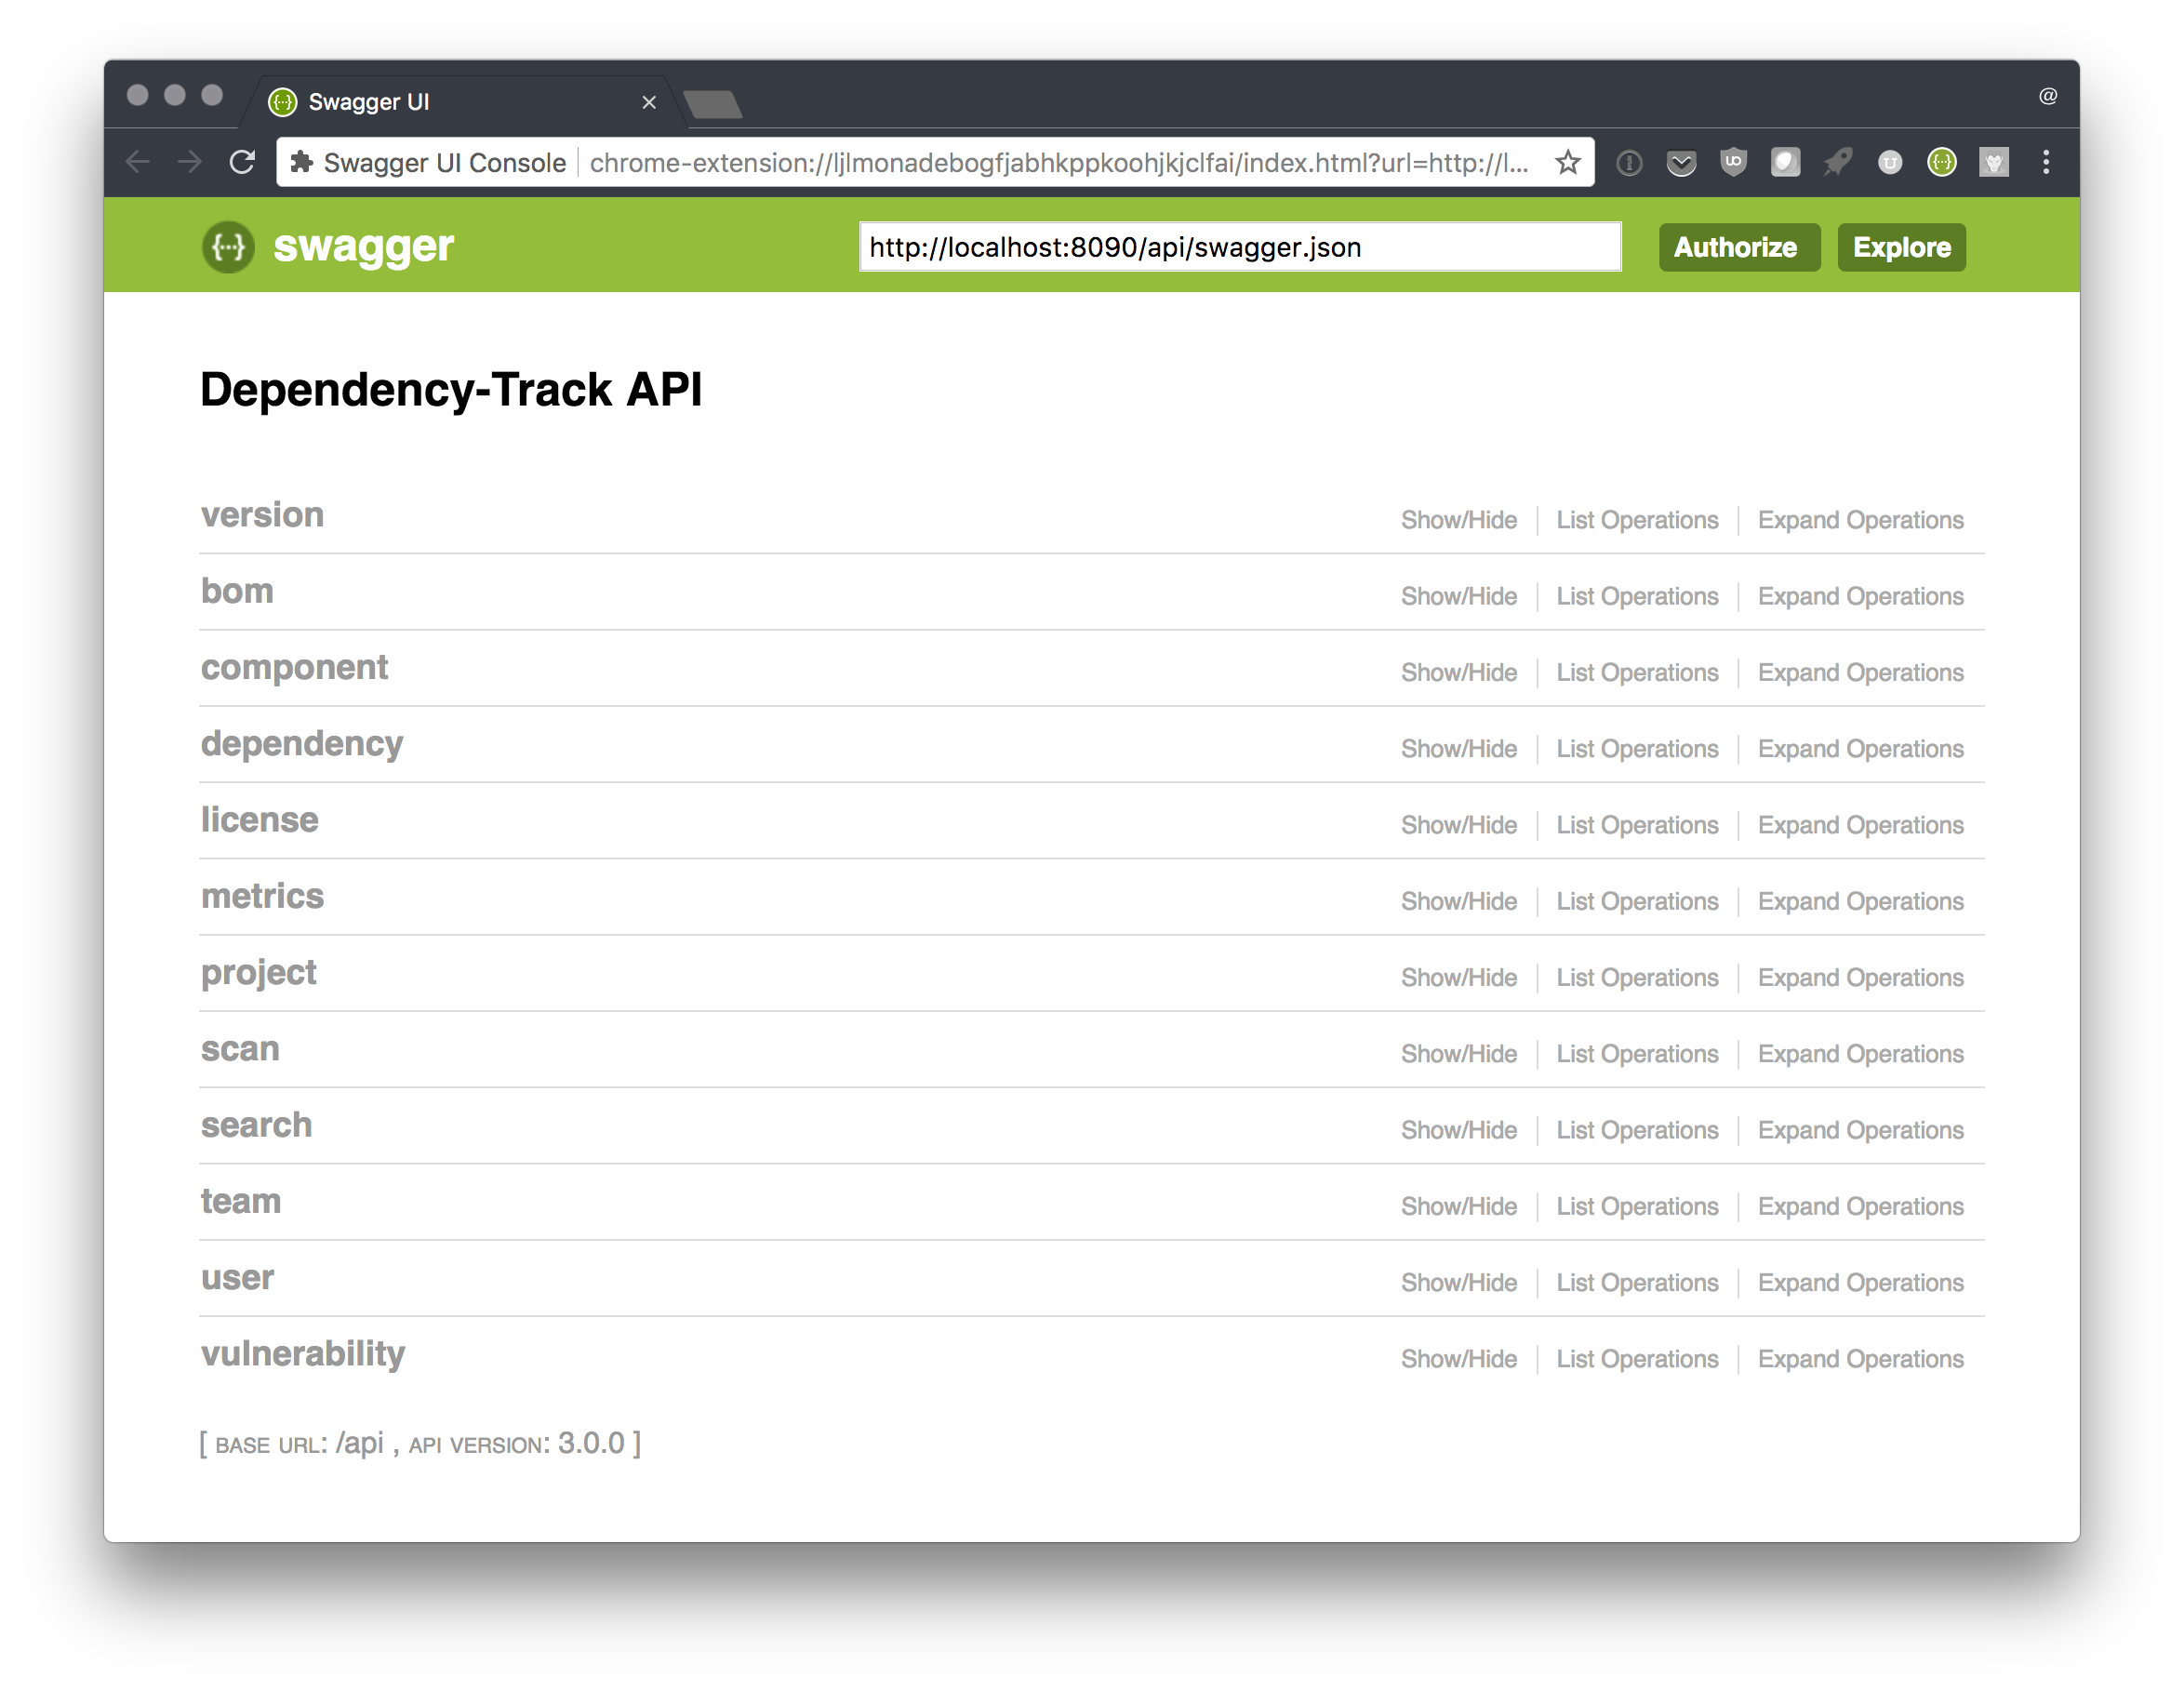 Swagger UI
@
Swagger UI Console chrome-extension://ljlmonadebogfjabhkppkoohjkjclfai/index.html?url=http://l...
swagger http://localhost:8090/api/swagger.json Authorize Explore
Dependency-Track API
version Show/Hide List Operations Expand Operations
bom Show/Hide List Operations Expand Operations
component Show/Hide List Operations Expand Operations
dependency Show/Hide List Operations Expand Operations
license Show/Hide List Operations Expand Operations
metrics Show/Hide List Operations Expand Operations
project Show/Hide List Operations Expand Operations
scan Show/Hide List Operations Expand Operations
search Show/Hide List Operations Expand Operations
team Show/Hide List Operations Expand Operations
user Show/Hide List Operations Expand Operations
vulnerability Show/Hide List Operations Expand Operations
[ BASE URL: /api , API VERSION: 3.0.0 ]